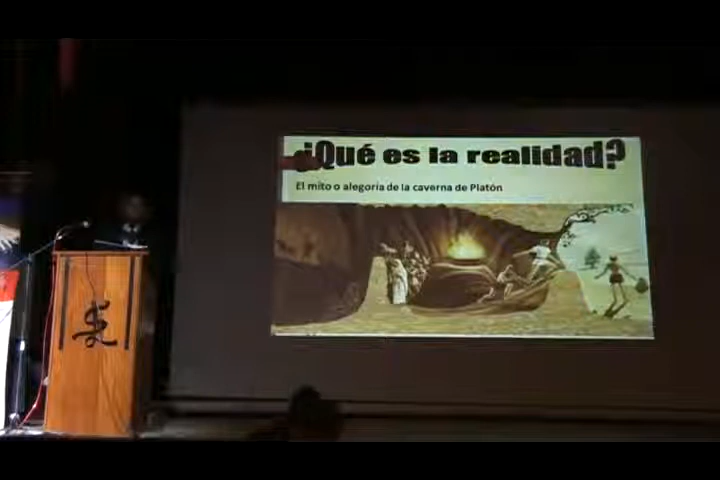 ¿Qué es la realidad?
El mito o alegoría de la caverna de Platón